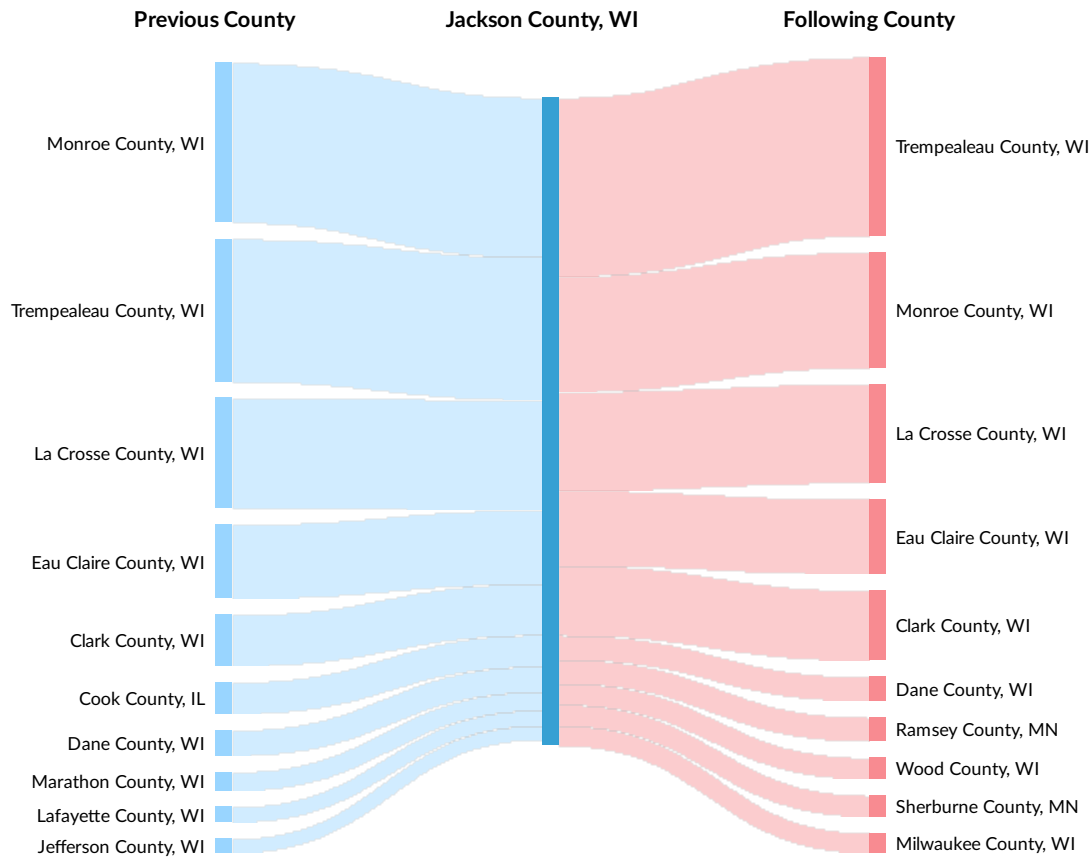 Previous County
Jackson County, WI
Following County
Monroe County, WI
Trempealeau County, WI
La Crosse County, WI
Eau Claire County, WI
Clark County, WI
Cook County, IL
Dane County, WI
Marathon County, WI
Lafayette County, WI
Jefferson County, WI
Trempealeau County, WI
Monroe County, WI
La Crosse County, WI
Eau Claire County, WI
Clark County, WI
Dane County, WI
Ramsey County, MN
Wood County, WI
Sherburne County, MN
Milwaukee County, WI